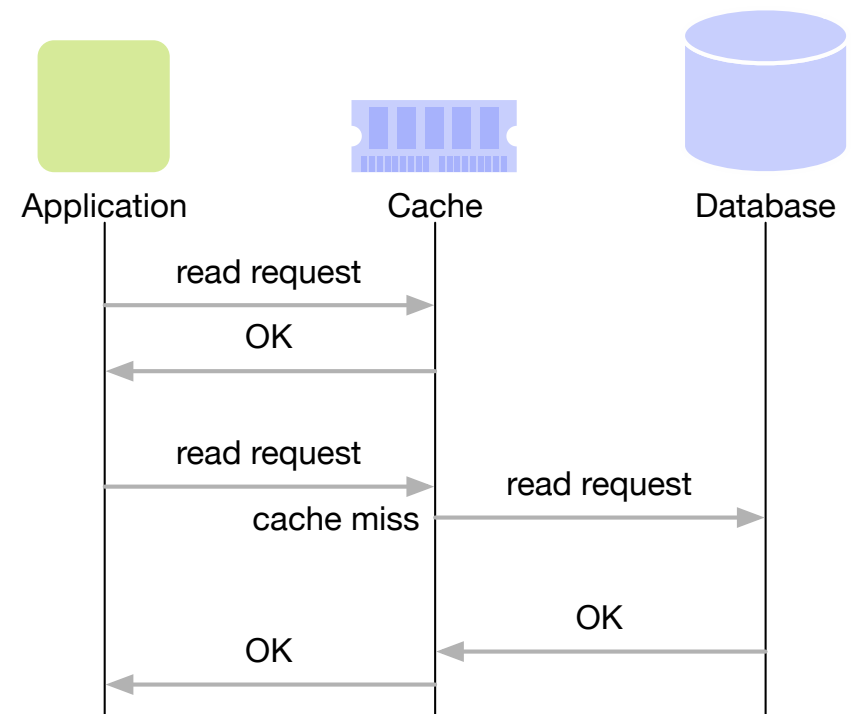 Application
Cache
Database
read request
OK
read request
read request
cache miss
OK
OK